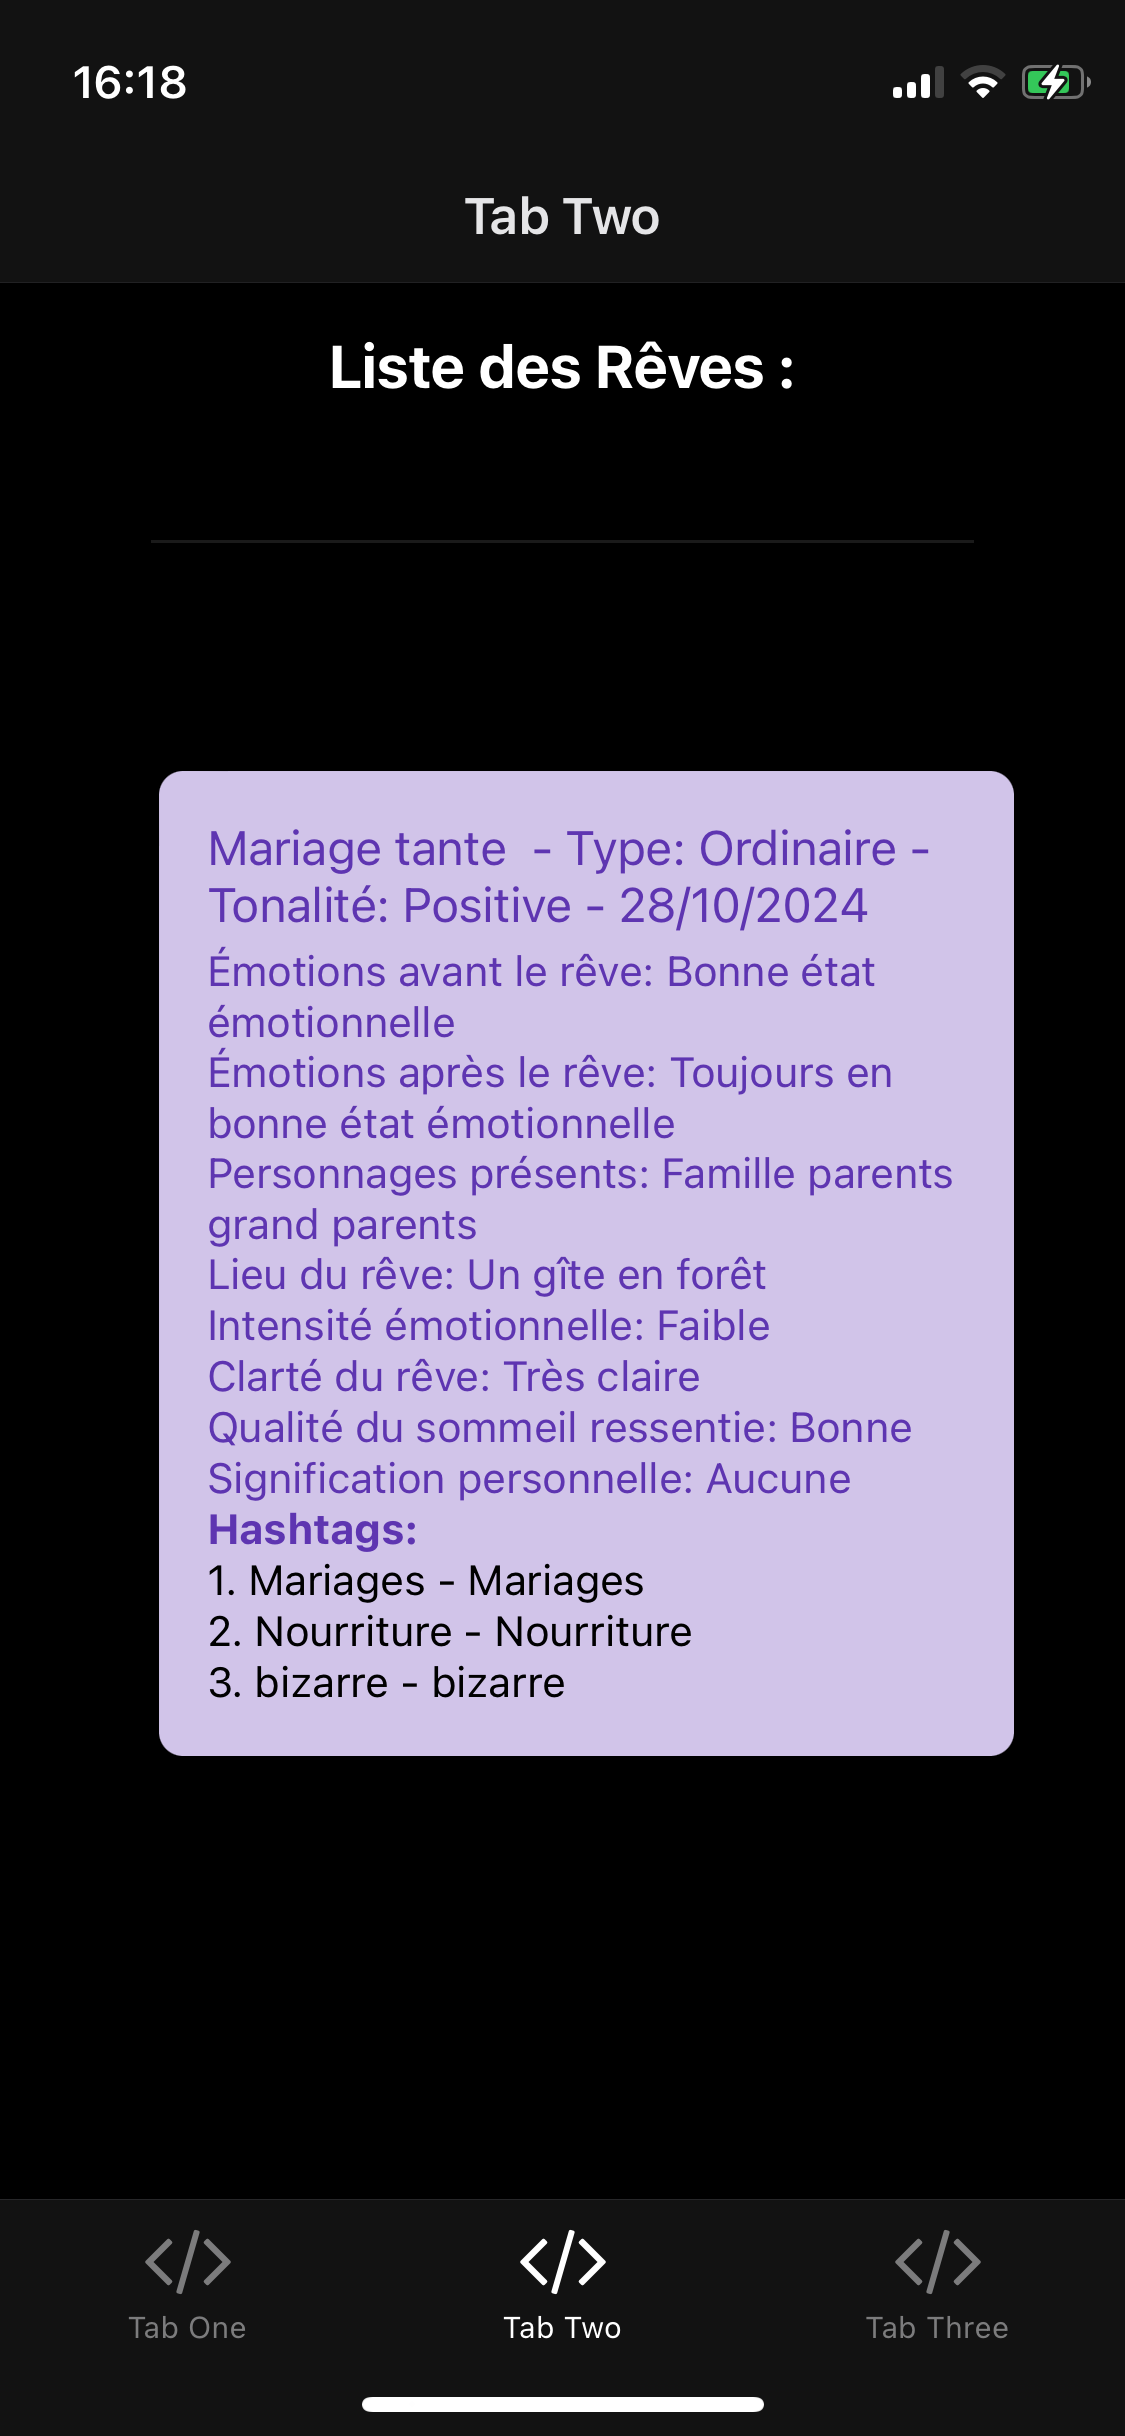 16:18
Tab Two
Liste des Rêves :
Mariage tante  - Type: Ordinaire -
Tonalité: Positive - 28/10/2024
Émotions avant le rêve: Bonne état
émotionnelle
Émotions après le rêve: Toujours en
bonne état émotionnelle
Personnages présents: Famille parents
grand parents
Lieu du rêve: Un gîte en forêt
Intensité émotionnelle: Faible
Clarté du rêve: Très claire
Qualité du sommeil ressentie: Bonne
Signification personnelle: Aucune
Hashtags:
1. Mariages - Mariages
2. Nourriture - Nourriture
3. bizarre - bizarre
Tab One
Tab Two
Tab Three